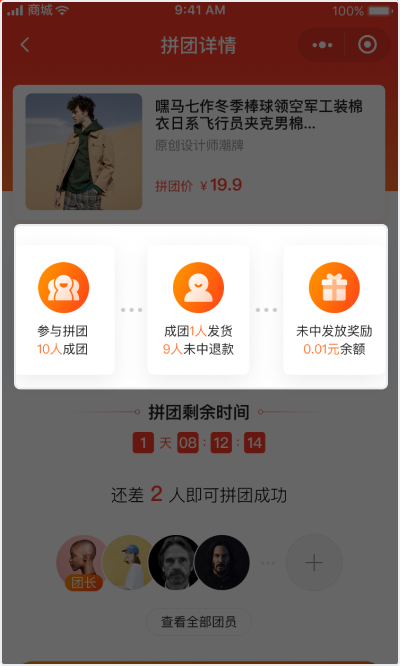 商城
9:41 AM
100%
拼团详情
嘿马七作冬季棒球领空军工装棉
衣日系飞行员夹克男棉...
原创设计师潮牌
拼团价 ¥19.9
参与拼团
10人成团
成团1人发货
9人未中退款
未中发放奖励
0.01元余额
拼团剩余时间
1 天 08 : 12 : 14
还差 2 人即可拼团成功
团长
查看全部团员